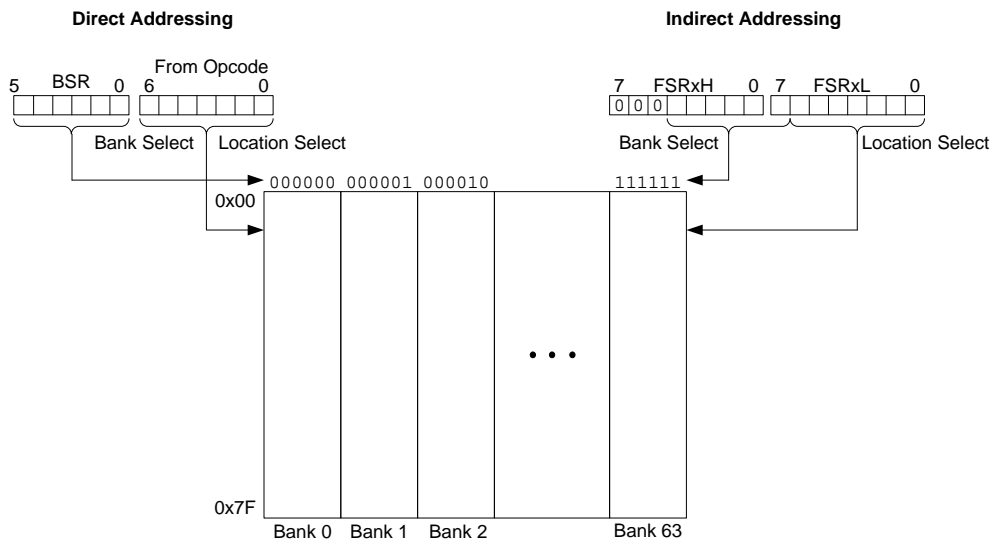 Direct Addressing
Indirect Addressing
5 BSR 0 6 From Opcode 0
7 FSRxH 0 7 FSRxL 0
0 0 0
Bank Select Location Select
Bank Select Location Select
000000 000001 000010 111111
0x00
0x7F
Bank 0 Bank 1 Bank 2 Bank 63